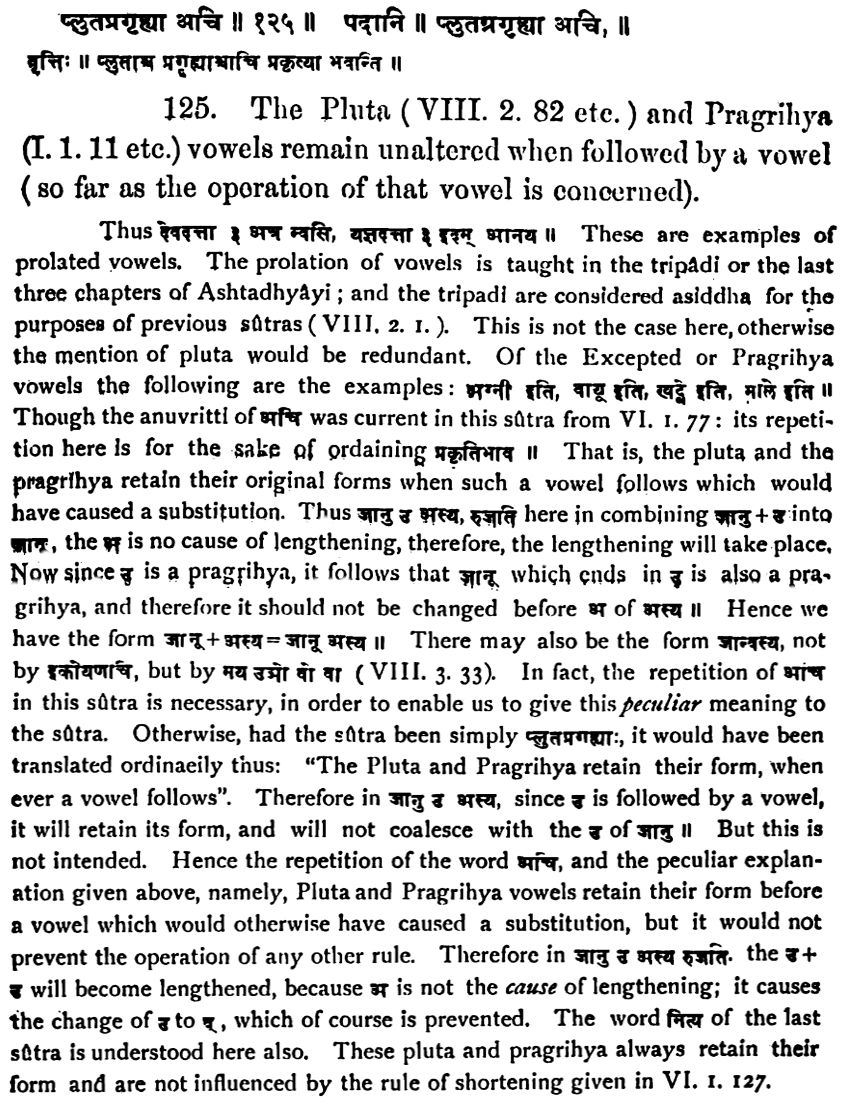 प्लुतप्रगृह्या अचि ॥ १२५ ॥ पदानि ॥ प्लुतप्रगृह्या अचि, ॥
वृत्तिः ॥ प्लुताश्च प्रगृह्याश्चाचि प्रकृत्या भवन्ति ॥
125. The Pluta ( VIII. 2. 82 etc. ) and Pragrihya
(I. 1. 11 etc.) vowels remain unaltered when followed by a vowel
( so far as the operation of that vowel is concerned).
Thus देवदत्ता ३ अत्र न्वसि, यज्ञदत्ता ३ इदम् आनय ॥ These are examples of
prolated vowels. The prolation of vowels is taught in the tripâdi or the last
three chapters of Ashtadhyâyi ; and the tripadi are considered asiddha for the
purposes of previous sûtras ( VIII. 2. 1. ). This is not the case here, otherwise
the mention of pluta would be redundant. Of the Excepted or Pragrihya
vowels the following are the examples : अग्नी इति, वायू इति, खट्वे इति, माले इति ॥
Though the anuvritti of अचि was current in this sûtra from VI. 1. 77 : its repeti-
tion here is for the sake of ordaining प्रकृतिभाव ॥ That is, the pluta and the
pragrihya retain their original forms when such a vowel follows which would
have caused a substitution. Thus जानु उ अस्य, रुजति here in combining जानु + उ into
जानू, the अ is no cause of lengthening, therefore, the lengthening will take place.
Now since उ is a pragrihya, it follows that जानू which ends in उ is also a pra-
grihya, and therefore it should not be changed before अ of अस्य ॥ Hence we
have the form जानू + अस्य = जानू अस्य ॥ There may also be the form जान्वस्य, not
by इकोयणचि, but by मय उञो वो वा ( VIII. 3. 33). In fact, the repetition of अचि
in this sûtra is necessary, in order to enable us to give this peculiar meaning to
the sûtra. Otherwise, had the sûtra been simply प्लुतप्रगृह्याः, it would have been
translated ordinaeily thus: "The Pluta and Pragrihya retain their form, when
ever a vowel follows". Therefore in जानु उ अस्य, since उ is followed by a vowel,
it will retain its form, and will not coalesce with the उ of जानु ॥ But this is
not intended. Hence the repetition of the word अचि, and the peculiar explan-
ation given above, namely, Pluta and Pragrihya vowels retain their form before
a vowel which would otherwise have caused a substitution, but it would not
prevent the operation of any other rule. Therefore in जानु उ अस्य रुजति. the उ +
उ will become lengthened, because अ is not the cause of lengthening; it causes
the change of उ to व्, which of course is prevented. The word नित्य of the last
sûtra is understood here also. These pluta and pragrihya always retain their
form and are not influenced by the rule of shortening given in VI. 1. 127.